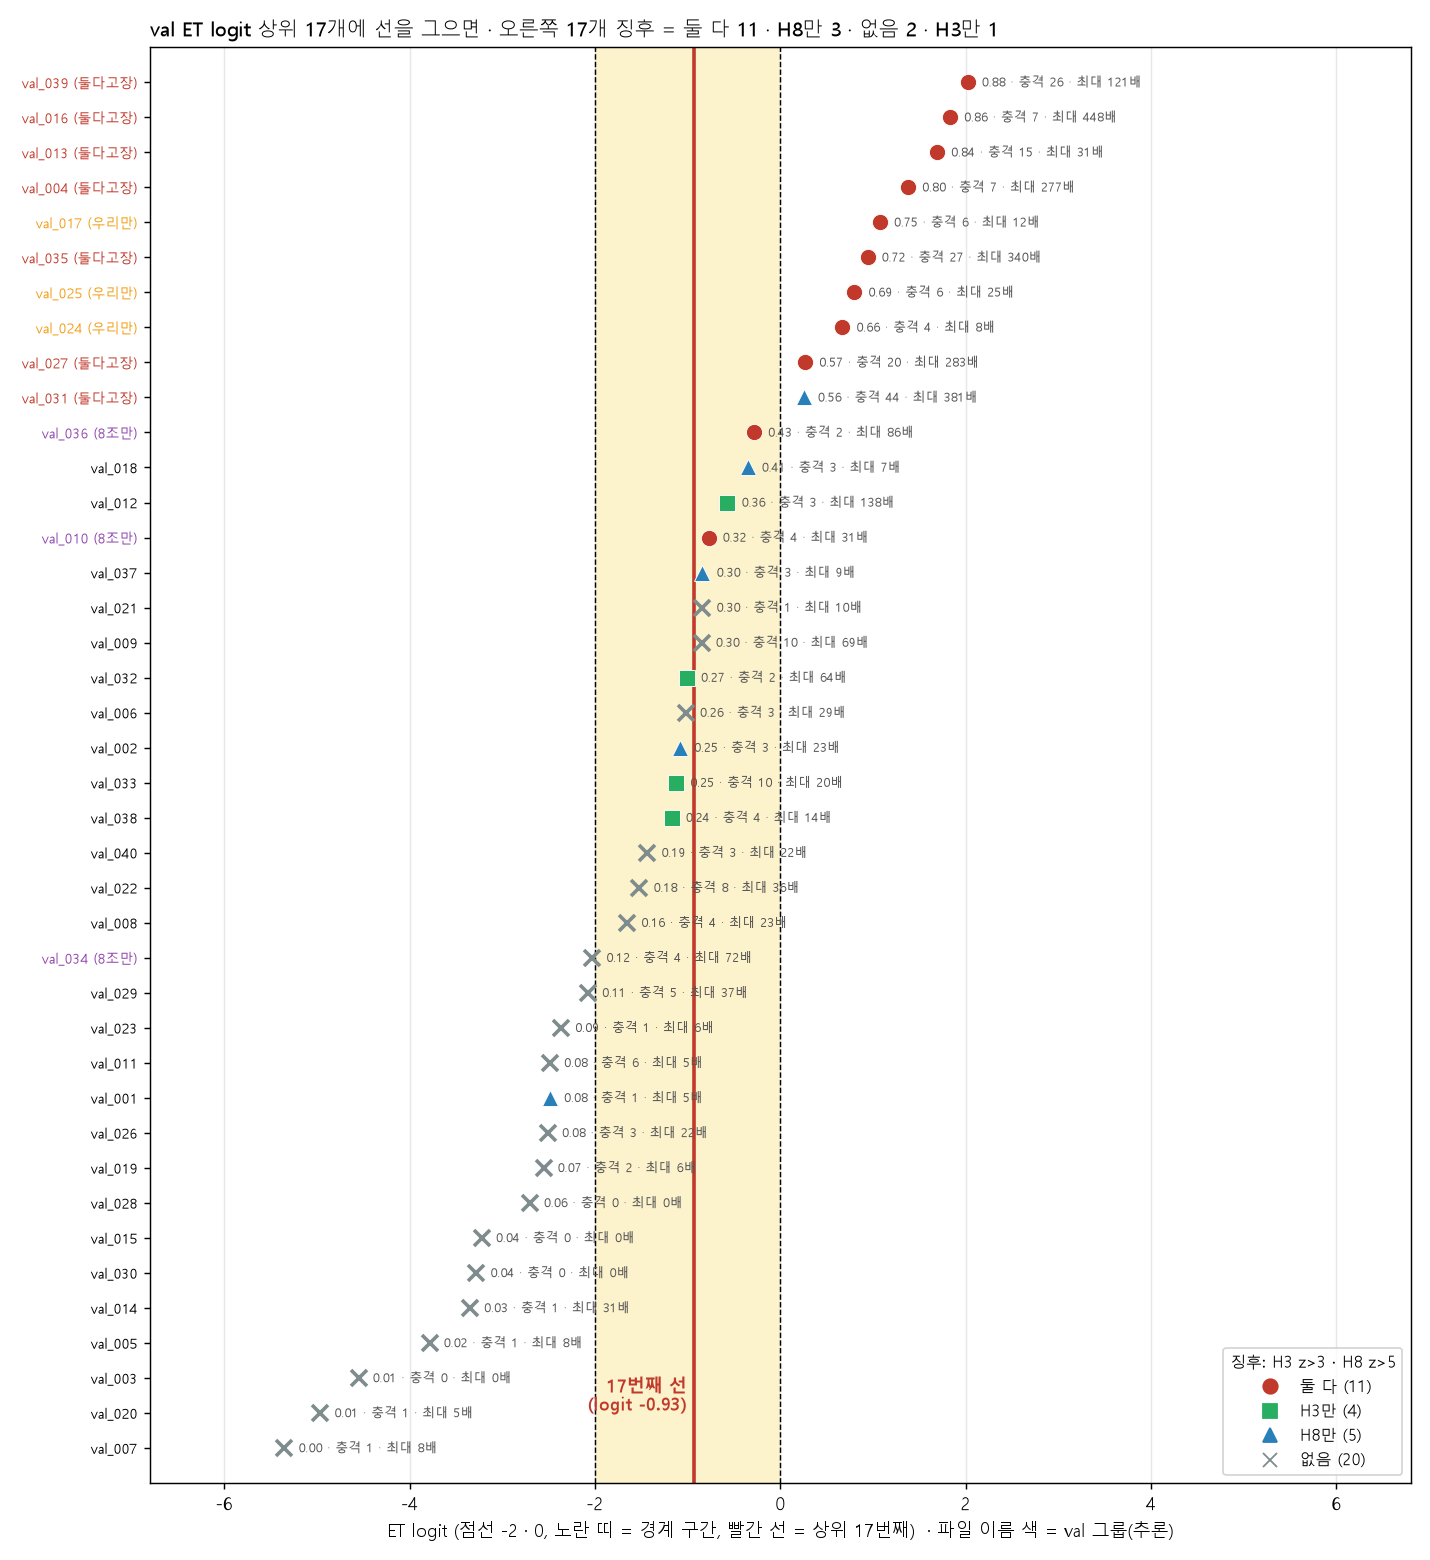 val ET logit 상위 17개에 선을 그으면 · 오른쪽 17개 징후 = 둘 다 11 · H8만 3 · 없음 2 · H3만 1
val_039 (둘다고장) 0.88 · 충격 26 · 최대 121배
val_016 (둘다고장) 0.86 · 충격 7 · 최대 448배
val_013 (둘다고장) 0.84 · 충격 15 · 최대 31배
val_004 (둘다고장) 0.80 · 충격 7 · 최대 277배
val_017 (우리만) 0.75 · 충격 6 · 최대 12배
val_035 (둘다고장) 0.72 · 충격 27 · 최대 340배
val_025 (우리만) 0.69 · 충격 6 · 최대 25배
val_024 (우리만) 0.66 · 충격 4 · 최대 8배
val_027 (둘다고장) 0.57 · 충격 20 · 최대 283배
val_031 (둘다고장) 0.56 · 충격 44 · 최대 381배
val_036 (8조만) 0.43 · 충격 2 · 최대 86배
val_018 0.41 · 충격 3 · 최대 7배
val_012 0.36 · 충격 3 · 최대 138배
val_010 (8조만) 0.32 · 충격 4 · 최대 31배
val_037 0.30 · 충격 3 · 최대 9배
val_021 0.30 · 충격 1 · 최대 10배
val_009 0.30 · 충격 10 · 최대 69배
val_032 0.27 · 충격 2 · 최대 64배
val_006 0.26 · 충격 3 · 최대 29배
val_002 0.25 · 충격 3 · 최대 23배
val_033 0.25 · 충격 10 · 최대 20배
val_038 0.24 · 충격 4 · 최대 14배
val_040 0.19 · 충격 3 · 최대 22배
val_022 0.18 · 충격 8 · 최대 36배
val_008 0.16 · 충격 4 · 최대 23배
val_034 (8조만) 0.12 · 충격 4 · 최대 72배
val_029 0.11 · 충격 5 · 최대 37배
val_023 0.09 · 충격 1 · 최대 6배
val_011 0.08 · 충격 6 · 최대 5배
val_001 0.08 · 충격 1 · 최대 5배
val_026 0.08 · 충격 3 · 최대 22배
val_019 0.07 · 충격 2 · 최대 6배
val_028 0.06 · 충격 0 · 최대 0배
val_015 0.04 · 충격 0 · 최대 0배
val_030 0.04 · 충격 0 · 최대 0배
val_014 0.03 · 충격 1 · 최대 31배
val_005 0.02 · 충격 1 · 최대 8배
val_003 0.01 · 충격 0 · 최대 0배
val_020 0.01 · 충격 1 · 최대 5배
val_007 0.00 · 충격 1 · 최대 8배
17번째 선
(logit -0.93)
징후: H3 z>3 · H8 z>5
둘 다 (11)
H3만 (4)
H8만 (5)
없음 (20)
-6 -4 -2 0 2 4 6
ET logit (점선 -2 · 0, 노란 띠 = 경계 구간, 빨간 선 = 상위 17번째) · 파일 이름 색 = val 그룹(추론)